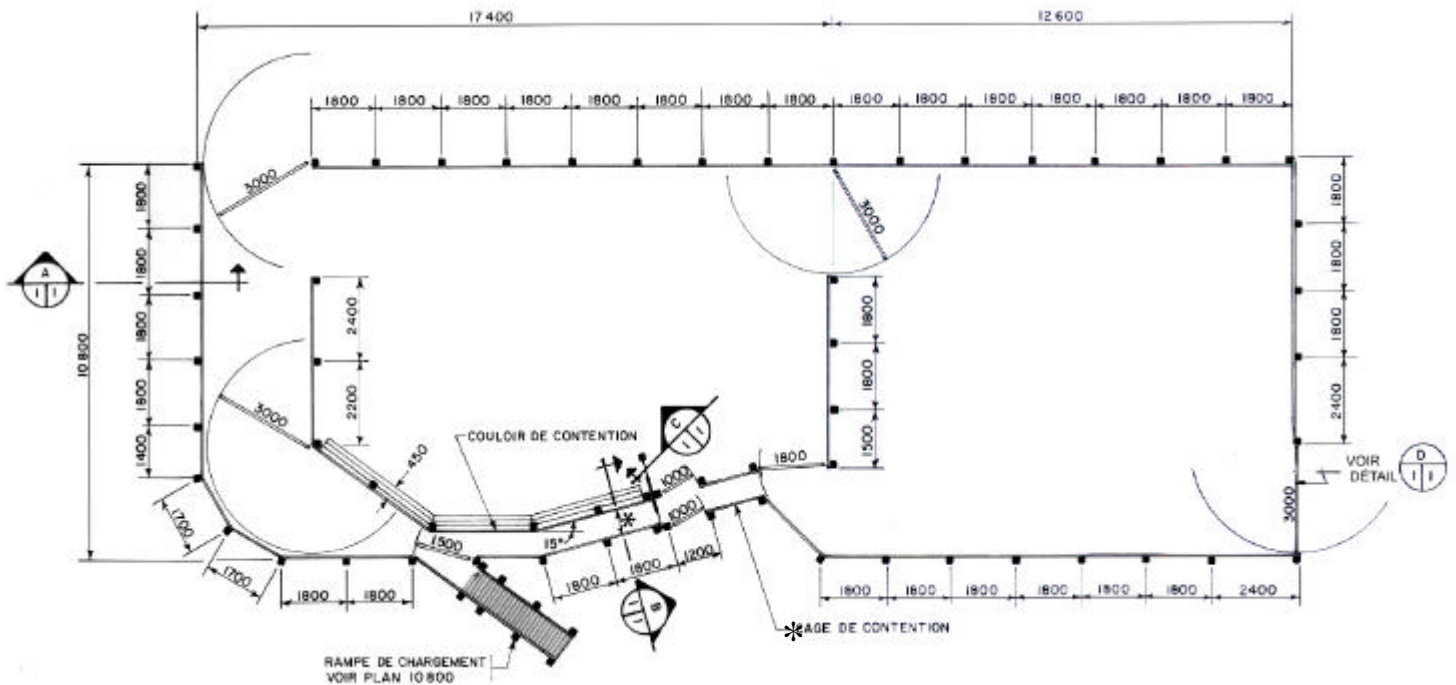 17 400 12 600
1800 1800 1800 1800 1800 1800 1800 1800 1800 1800 1800 1800 1800 1800 1800
3000
3000
10 800
1800
1800
1800
1800
1400
1800
1800
1800
2400
A
1 1
2400
2200
1800
1800
1500
3000
COULOIR DE CONTENTION
450
C
1 1
1000
1000
1800
VOIR
DÉTAIL
D
1 1
3000
1700
1700
1500
15°
*
1800 1800 1200
1800 1800
B
1 1
1800 1800 1800 1800 1800 1800 2400
*AGE DE CONTENTION
RAMPE DE CHARGEMENT
VOIR PLAN 10 800